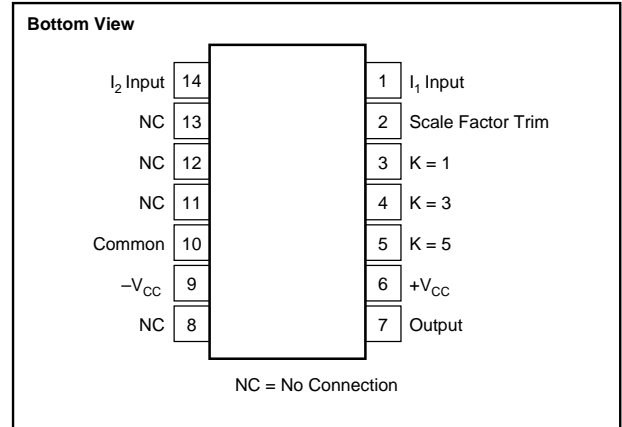 Bottom View
I2 Input 14 1 I1 Input
NC 13 2 Scale Factor Trim
NC 12 3 K = 1
NC 11 4 K = 3
Common 10 5 K = 5
–VCC 9 6 +VCC
NC 8 7 Output
NC = No Connection